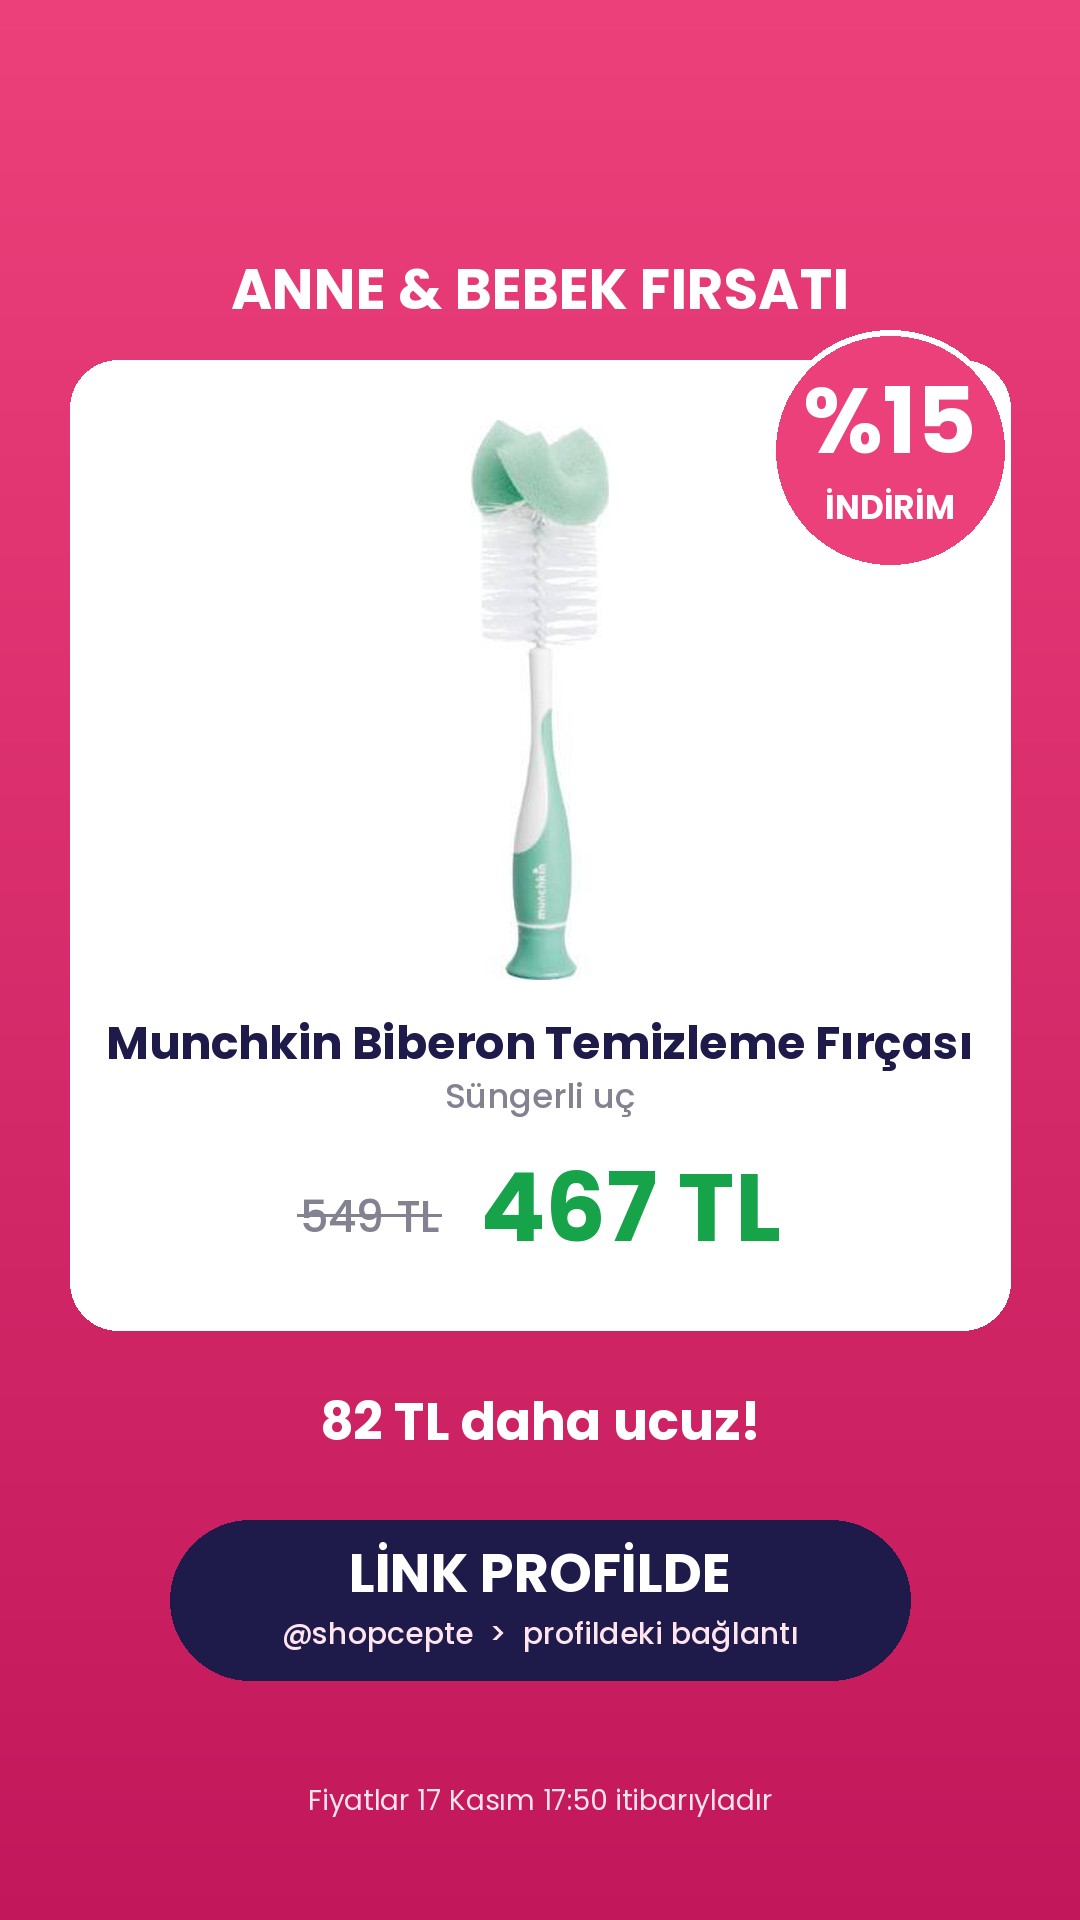 ANNE & BEBEK FIRSATI
%15
İNDİRİM
munchkin
Munchkin Biberon Temizleme Fırçası
Süngerli uç
549 TL 467 TL
82 TL daha ucuz!
LİNK PROFİLDE
@shopcepte > profildeki bağlantı
Fiyatlar 17 Kasım 17:50 itibarıyladır